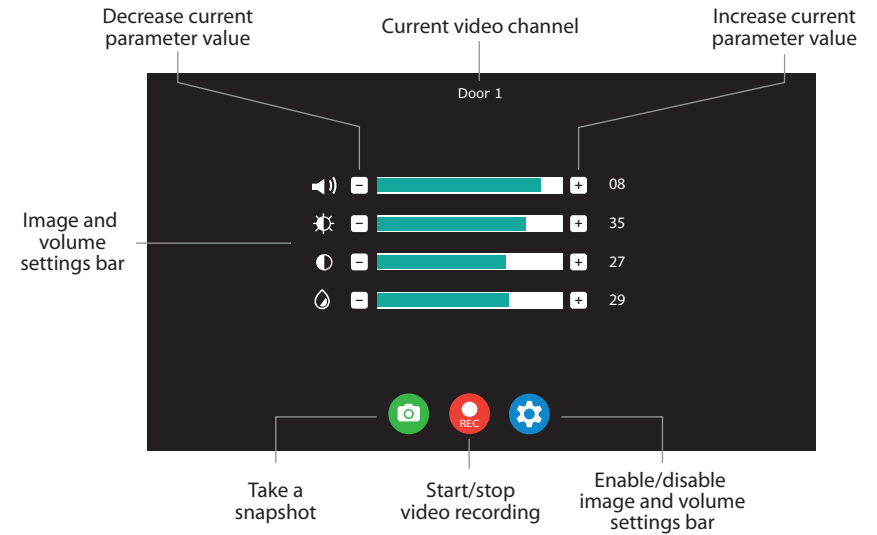 Decrease current
parameter value
Current video channel
Increase current
parameter value
Door 1
08
35
27
29
Image and
volume
settings bar
REC
Take a
snapshot
Start/stop
video recording
Enable/disable
image and volume
settings bar